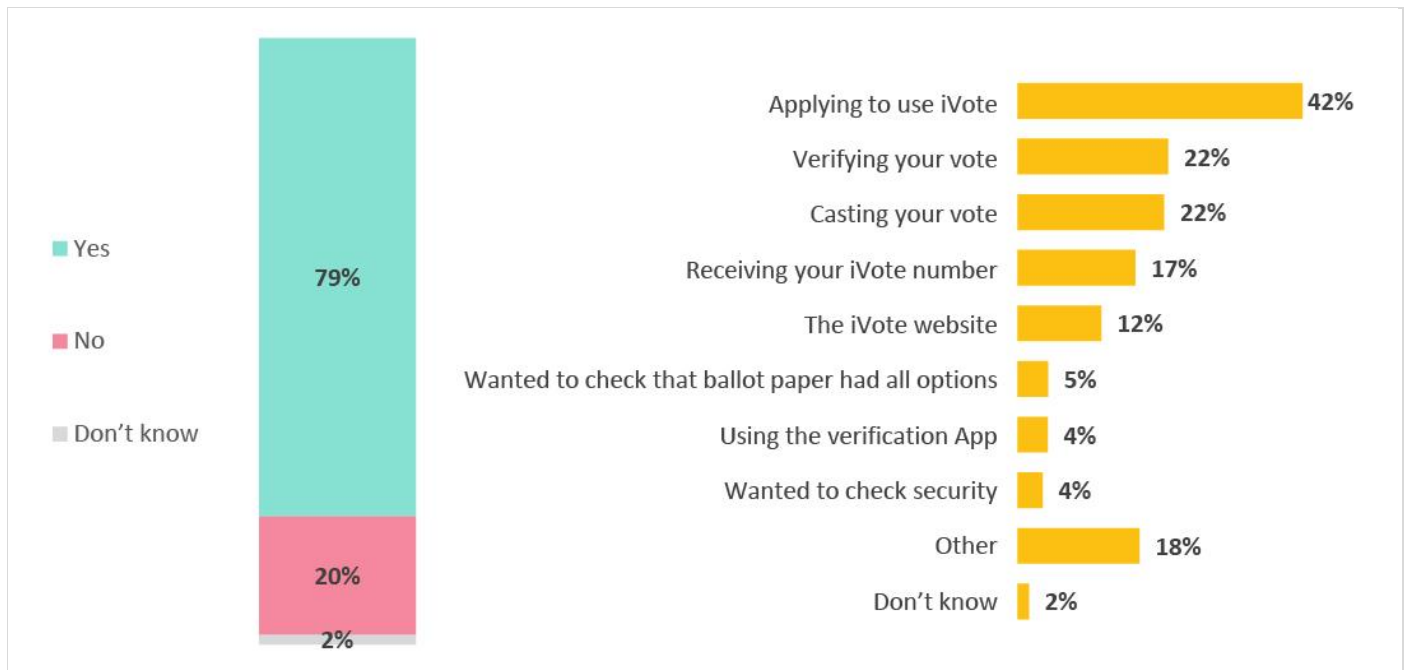 Yes
No
Don't know
79%
20%
2%
Applying to use iVote 42%
Verifying your vote 22%
Casting your vote 22%
Receiving your iVote number 17%
The iVote website 12%
Wanted to check that ballot paper had all options 5%
Using the verification App 4%
Wanted to check security 4%
Other 18%
Don't know 2%